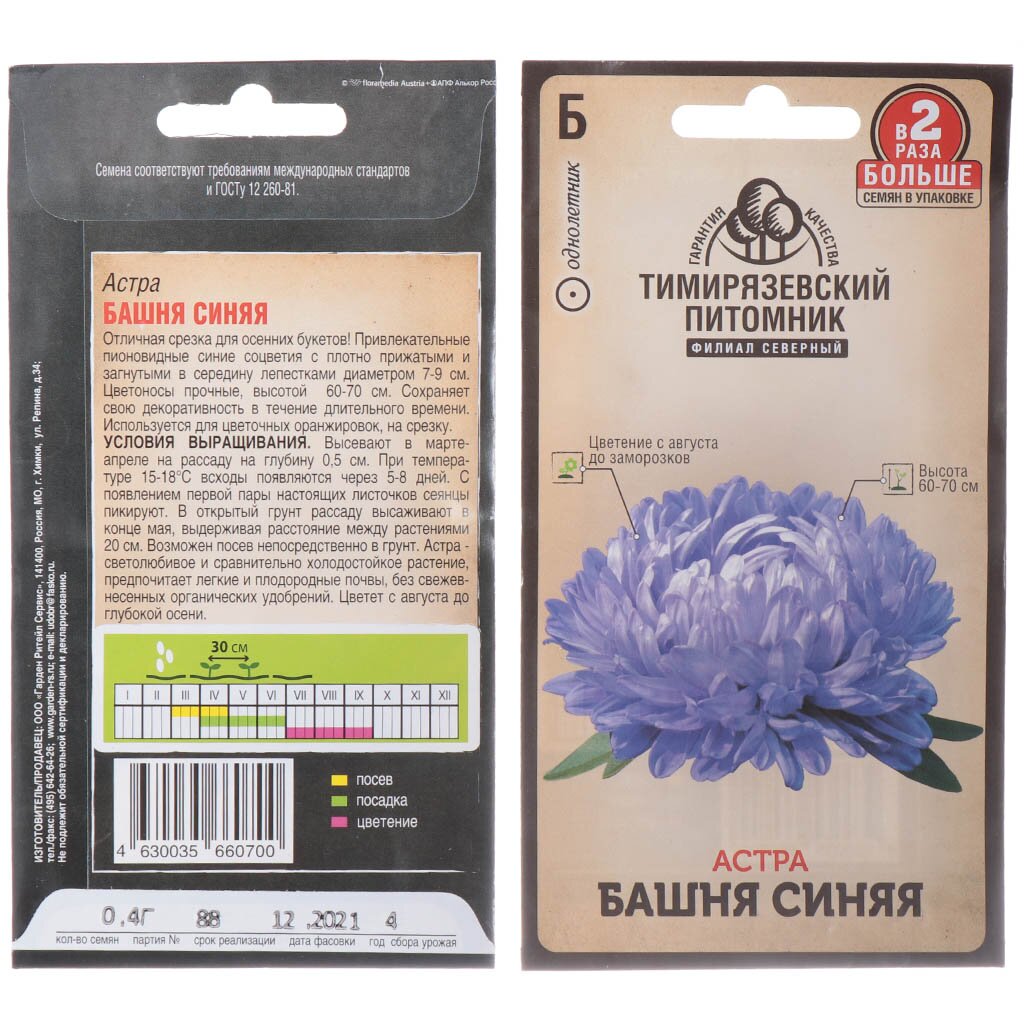 © floramedia Austria + ®АПФ Алькор Росс
Семена соответствуют требованиям международных стандартов
и ГОСТу 12 260-81.
Астра
БАШНЯ СИНЯЯ
Отличная срезка для осенних букетов! Привлекательные
пионовидные синие соцветия с плотно прижатыми и
загнутыми в середину лепестками диаметром 7-9 см.
Цветоносы прочные, высотой 60-70 см. Сохраняет
свою декоративность в течение длительного времени.
Используется для цветочных оранжировок, на срезку.
УСЛОВИЯ ВЫРАЩИВАНИЯ. Высевают в марте-
апреле на рассаду на глубину 0,5 см. При темпера-
туре 15-18°С всходы появляются через 5-8 дней. С
появлением первой пары настоящих листочков сеянцы
пикируют. В открытый грунт рассаду высаживают в
конце мая, выдерживая расстояние между растениями
20 см. Возможен посев непосредственно в грунт. Астра -
светолюбивое и сравнительно холодостойкое растение,
предпочитает легкие и плодородные почвы, без свежев-
несенных органических удобрений. Цветет с августа до
глубокой осени.
30 см
I II III IV V VI VII VIII IX X XI XII
посев
посадка
цветение
4 630035 660700
ИЗГОТОВИТЕЛЬ/ПРОДАВЕЦ: ООО «Гарден Ритейл Сервис», 141400, Россия, МО, г. Химки, ул. Репина, д.34;
тел./факс: (495) 642-64-26; www.garden-rs.ru; e-mail: udobr@fasko.ru.
Не подлежит обязательной сертификации и декларированию.
0,4Г 88 12 .2021 4
кол-во семян партия № срок реализации дата фасовки год сбора урожая
Б
однолетник
В 2
РАЗА
БОЛЬШЕ
СЕМЯН В УПАКОВКЕ
ГАРАНТИЯ КАЧЕСТВА
ТИМИРЯЗЕВСКИЙ
ПИТОМНИК
ФИЛИАЛ СЕВЕРНЫЙ
Цветение с августа
до заморозков
Высота
60-70 см
АСТРА
БАШНЯ СИНЯЯ